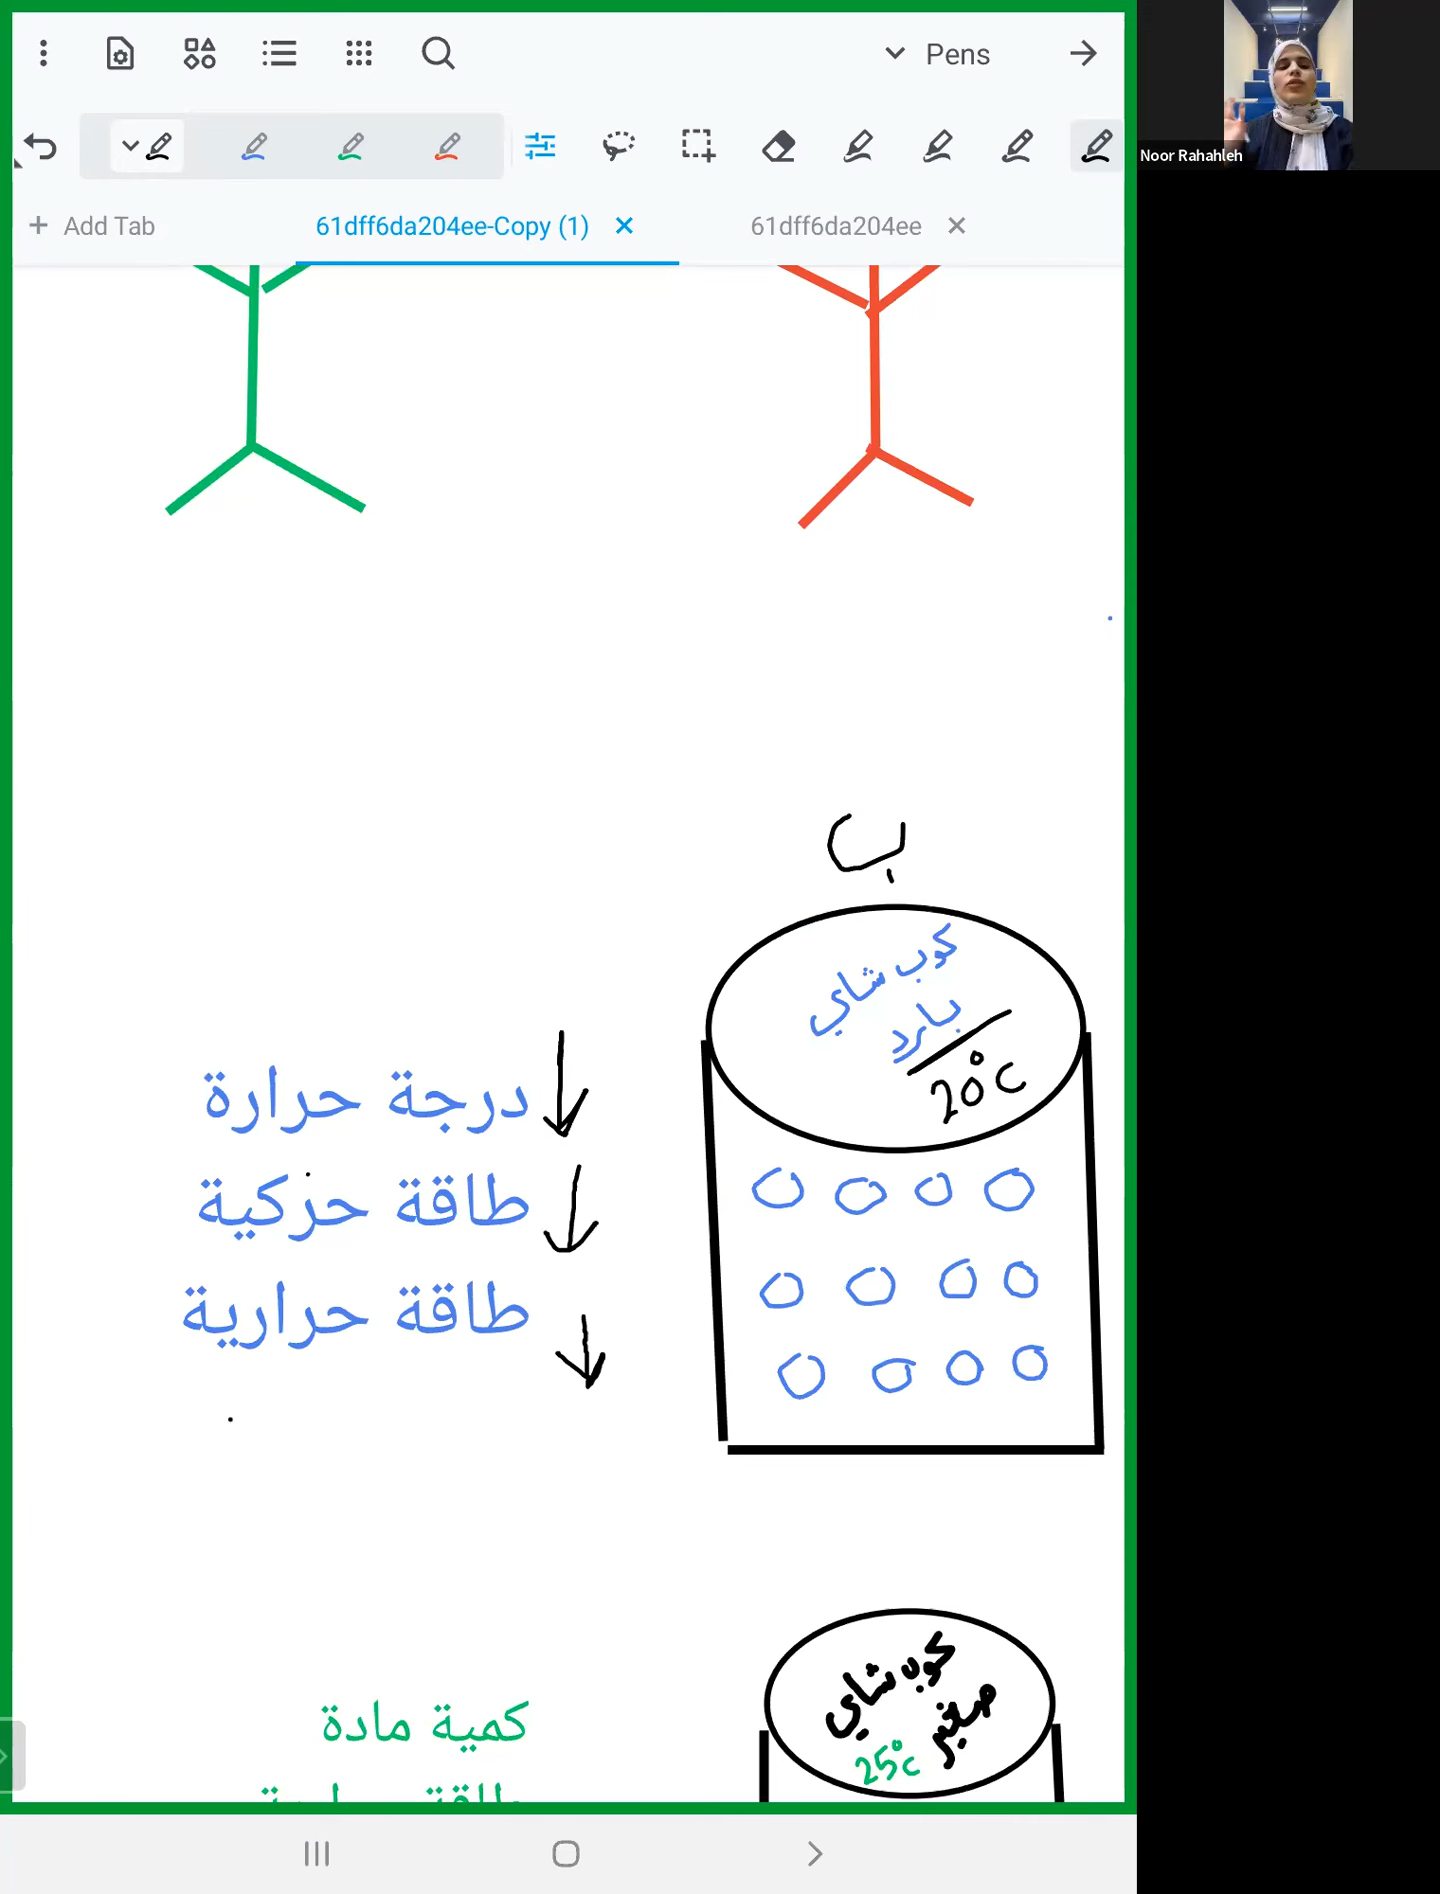 Pens
Noor Rahahleh
Add Tab
61dff6da204ee-Copy (1)
61dff6da204ee
ب
كوب شاي
بارد
20°C
درجة حرارة
طاقة حركية
طاقة حرارية
كوب شاي
صغير
25°C
كمية مادة